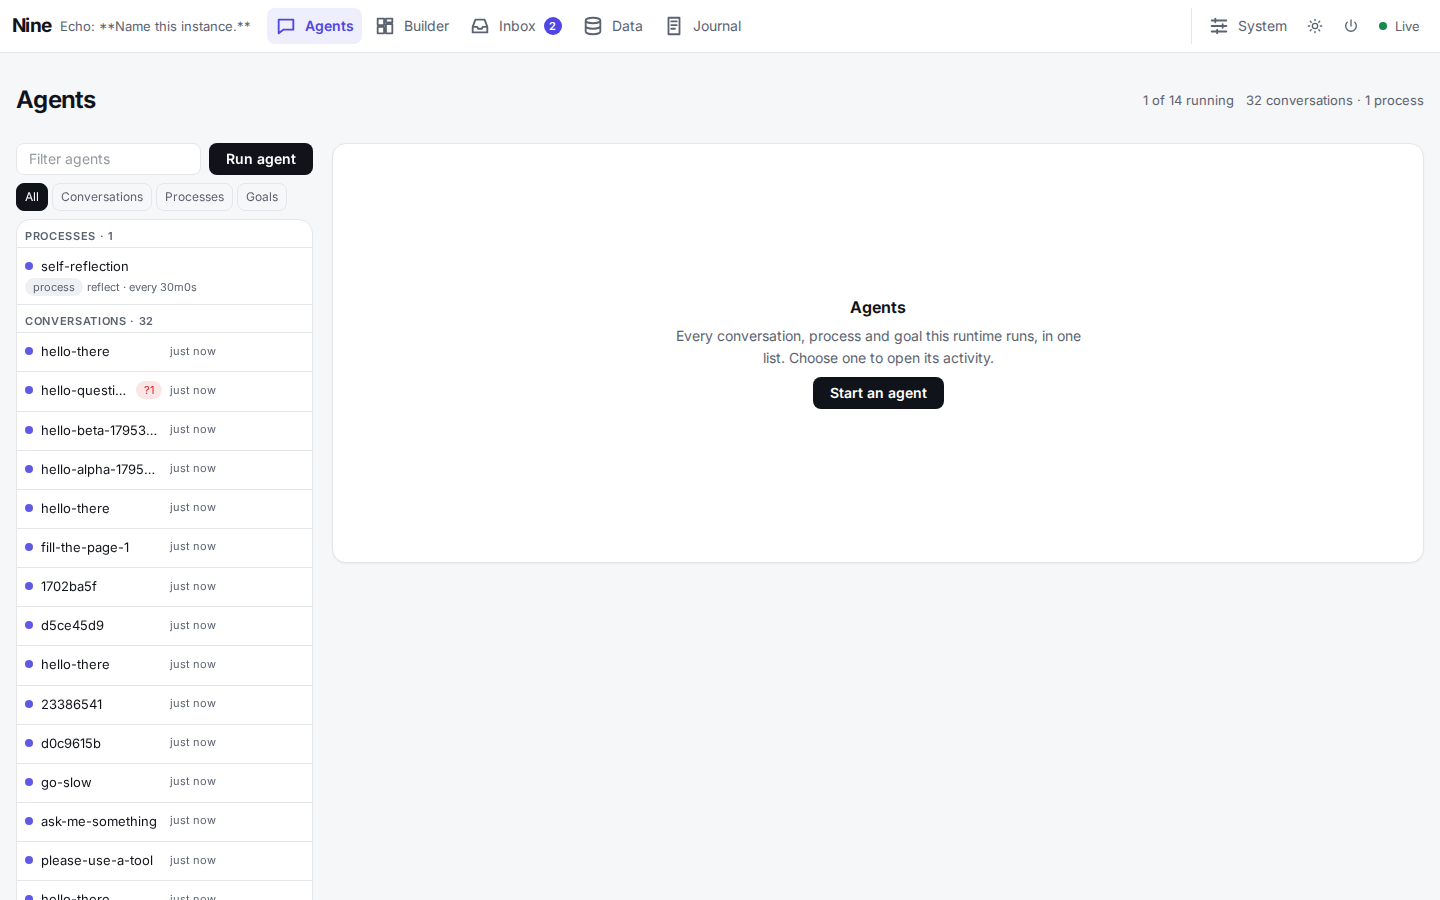 Nine Echo: **Name this instance.** Agents Builder Inbox 2 Data Journal System Live
Agents
1 of 14 running 32 conversations · 1 process
Filter agents Run agent
All Conversations Processes Goals
PROCESSES · 1
self-reflection
process reflect · every 30m0s
CONVERSATIONS · 32
hello-there just now
hello-questi... ?1 just now
hello-beta-17953... just now
hello-alpha-1795... just now
hello-there just now
fill-the-page-1 just now
1702ba5f just now
d5ce45d9 just now
hello-there just now
23386541 just now
d0c9615b just now
go-slow just now
ask-me-something just now
please-use-a-tool just now
hello-there just now
Agents
Every conversation, process and goal this runtime runs, in one
list. Choose one to open its activity.
Start an agent